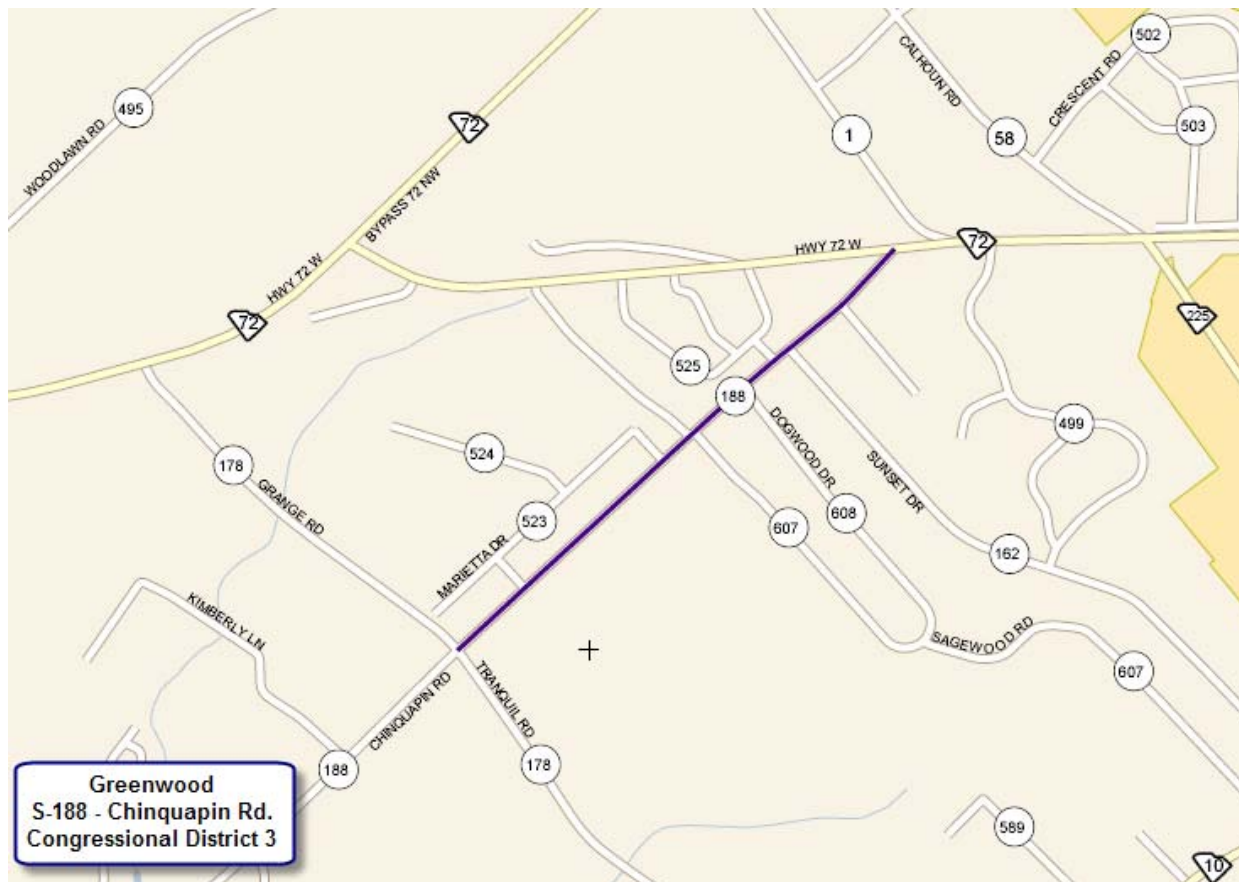 502
CALHOUN RD
CRESCENT RD
495
72
1
58
503
WOODLAWN RD
BYPASS 72 NW
HWY 72 W
72
HWY 72 W
72
225
525
188
DOGWOOD DR
499
524
SUNSET DR
178
GRANGE RD
523
608
607
162
MARIETTA DR
KIMBERLY LN
SAGEWOOD RD
607
TRANQUIL RD
CHINQUAPIN RD
188
178
Greenwood
S-188 - Chinquapin Rd.
Congressional District 3
589
10